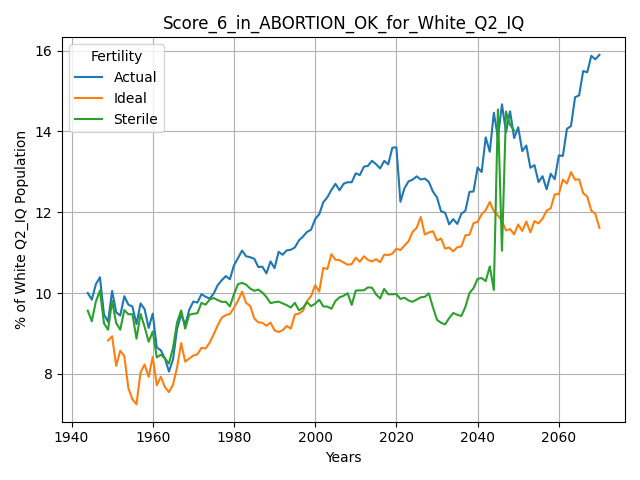 Score_6_in_ABORTION_OK_for_White_Q2_IQ
Fertility
Actual
Ideal
Sterile
% of White Q2_IQ Population
16
14
12
10
8
1940
1960
1980
2000
2020
2040
2060
Years